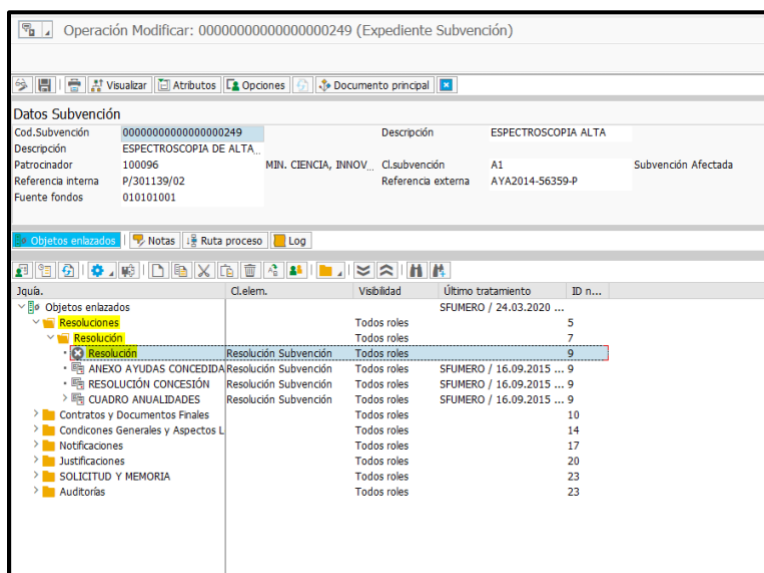 Operación Modificar: 00000000000000000249 (Expediente Subvención)
Visualizar Atributos Opciones Documento principal
Datos Subvención
Cod.Subvención 00000000000000000249 Descripción ESPECTROSCOPIA ALTA
Descripción ESPECTROSCOPIA DE ALTA...
Patrocinador 100096 MIN. CIENCIA, INNOV... Cl.subvención A1 Subvención Afectada
Referencia interna P/301139/02 Referencia externa AYA2014-56359-P
Fuente fondos 010101001
Objetos enlazados Notas Ruta proceso Log
Jquía. Cl.elem. Visibilidad Último tratamiento ID n...
Objetos enlazados SFUMERO / 24.03.2020 ...
Resoluciones Todos roles 5
Resolución Todos roles 7
Resolución Resolución Subvención Todos roles 9
ANEXO AYUDAS CONCEDIDA Resolución Subvención Todos roles SFUMERO / 16.09.2015 ... 9
RESOLUCIÓN CONCESIÓN Resolución Subvención Todos roles SFUMERO / 16.09.2015 ... 9
CUADRO ANUALIDADES Resolución Subvención Todos roles SFUMERO / 16.09.2015 ... 9
Contratos y Documentos Finales Todos roles 10
Condicones Generales y Aspectos L Todos roles 14
Notificaciones Todos roles 17
Justificaciones Todos roles 20
SOLICITUD Y MEMORIA Todos roles 23
Auditorías Todos roles 23